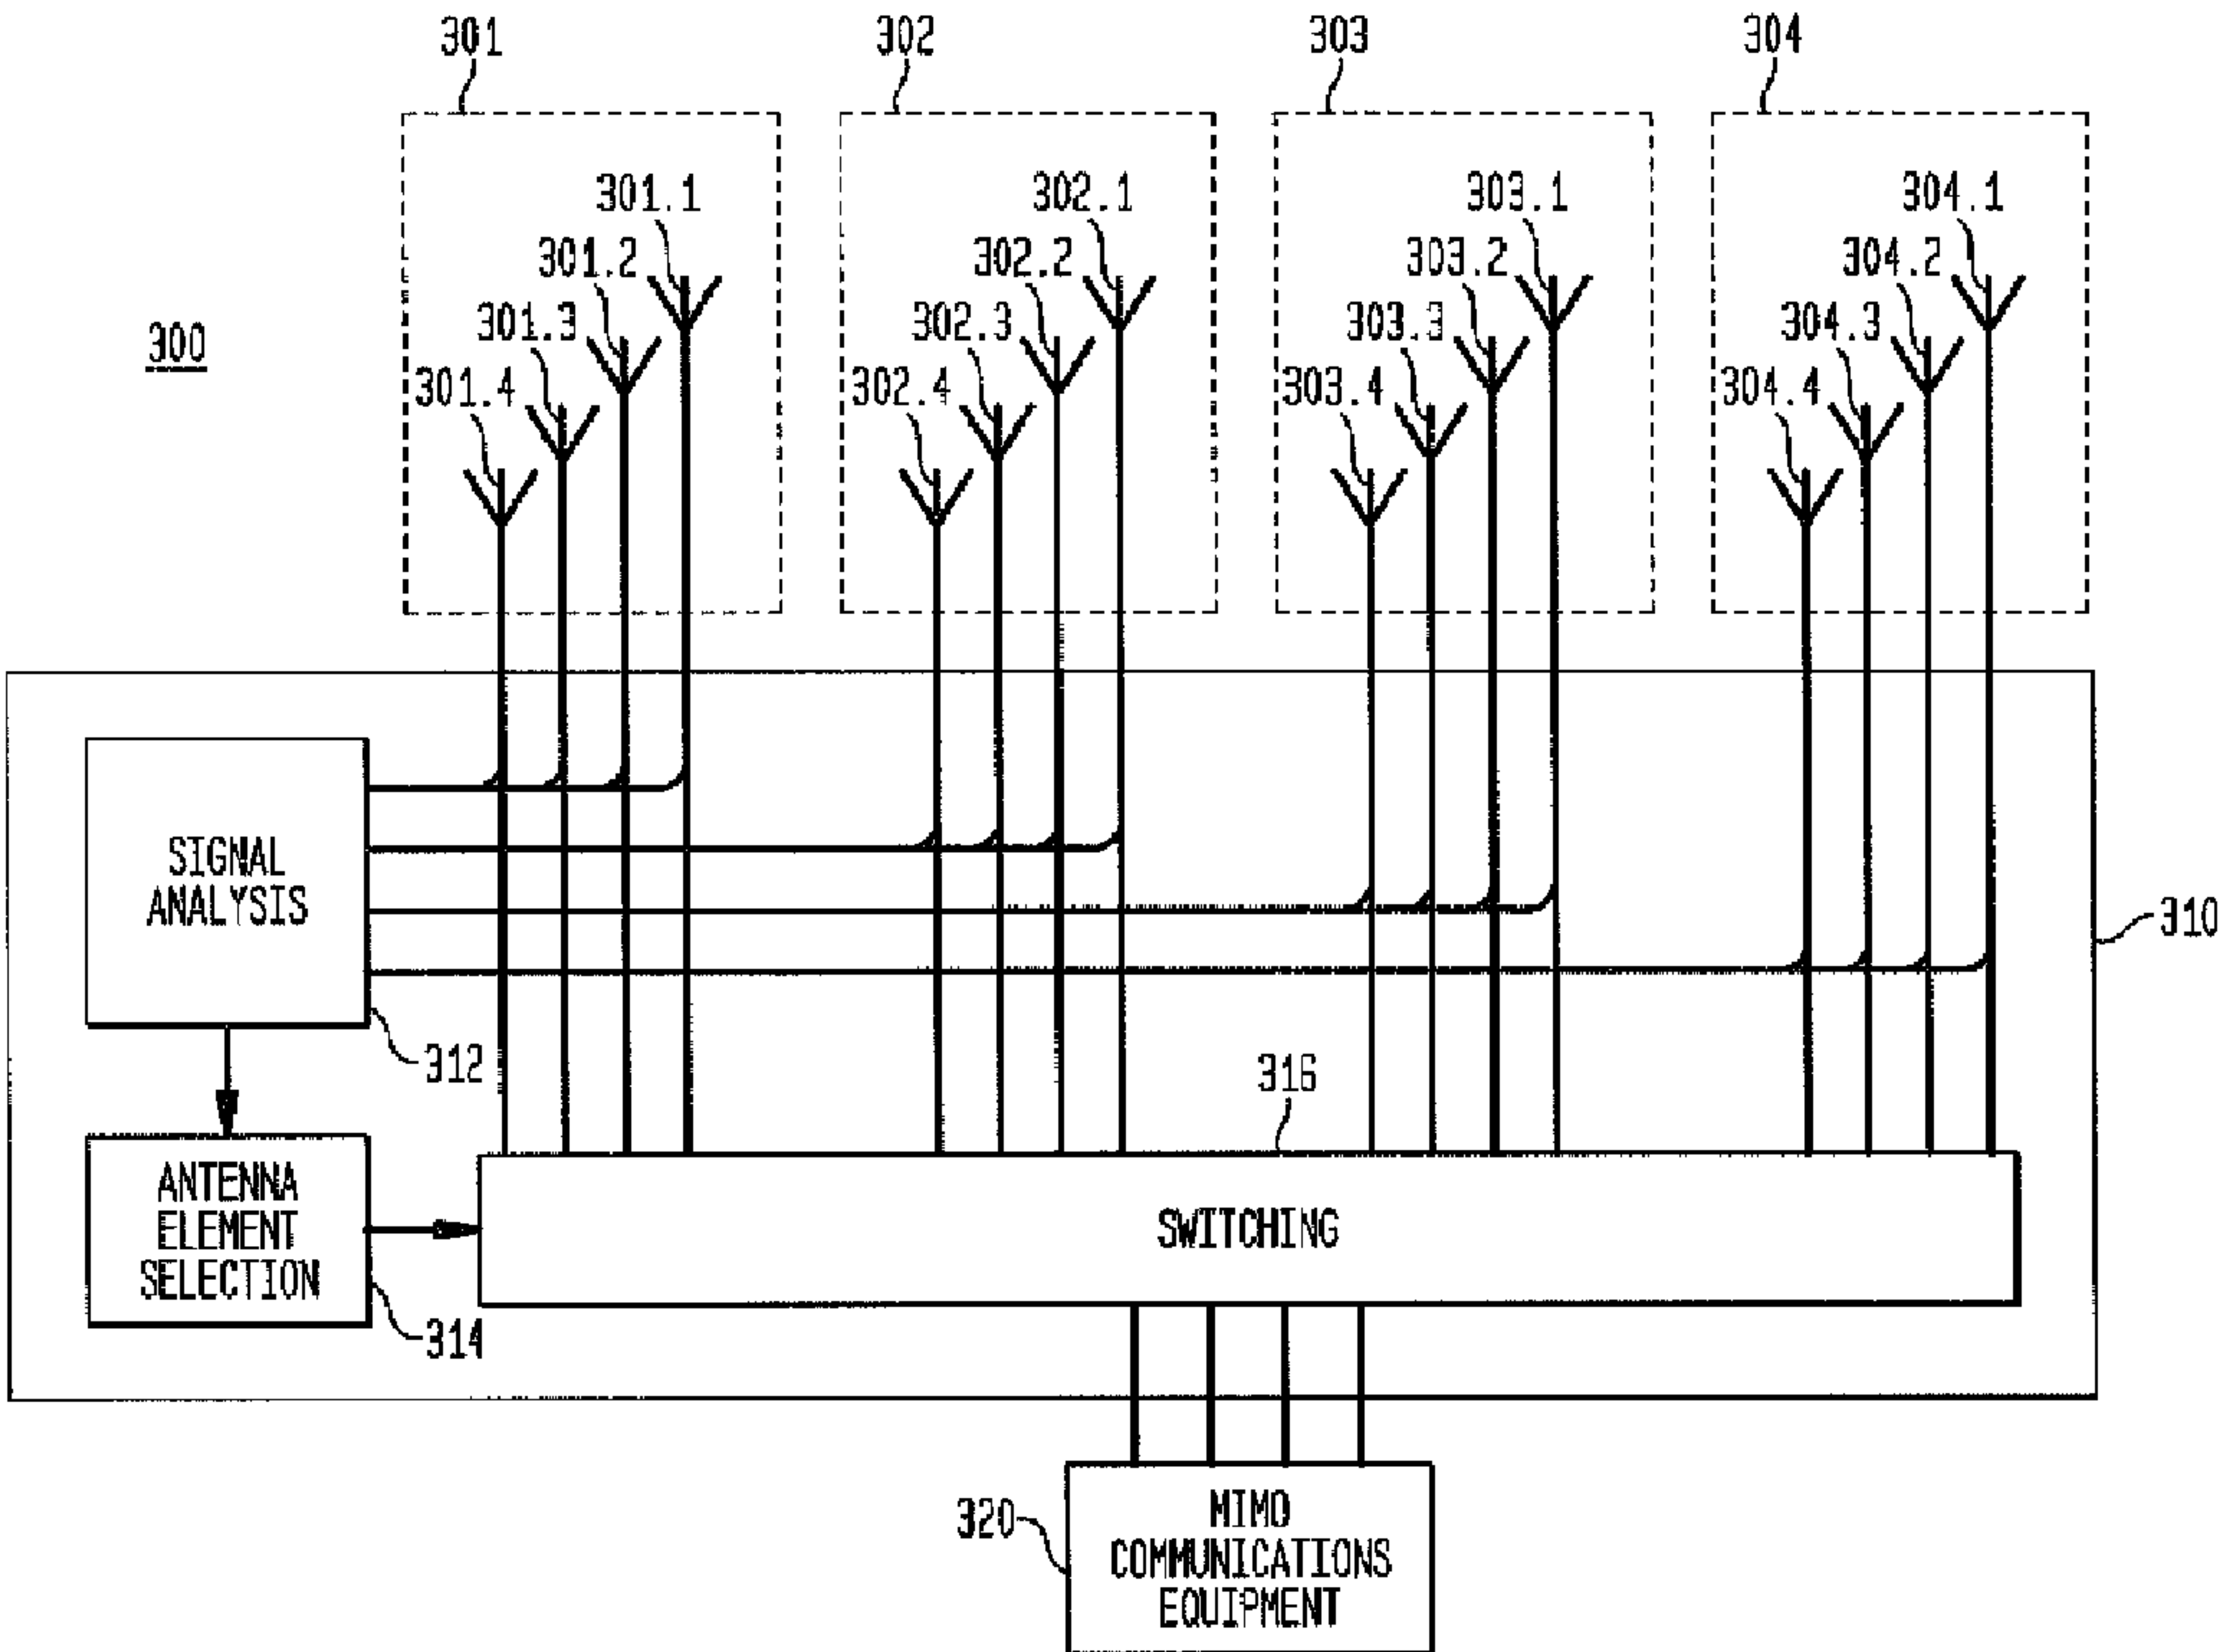 301 302 303 304
301.1 302.1 303.1 304.1
301.2 302.2 303.2 304.2
301.3 302.3 303.3 304.3
300
301.4 302.4 303.4 304.4
SIGNAL
ANALYSIS
310
312
316
ANTENNA
ELEMENT
SELECTION
SWITCHING
314
320
MIMO
COMMUNICATIONS
EQUIPMENT